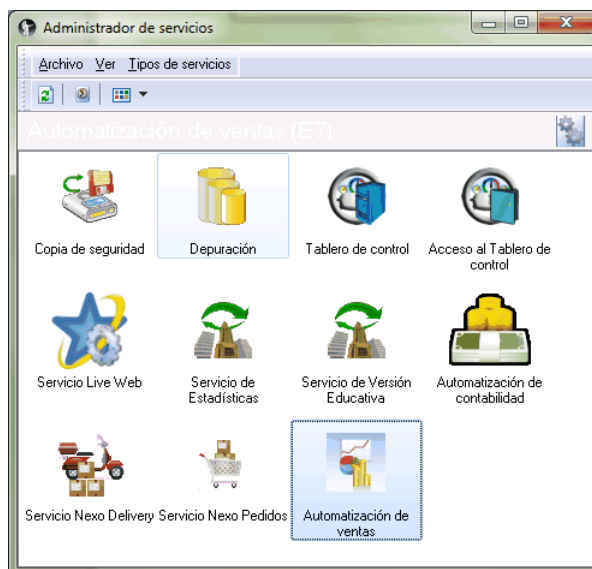 Administrador de servicios
Archivo Ver Tipos de servicios
Automatización de ventas (E7)
Copia de seguridad
Depuración
Tablero de control
Acceso al Tablero de
control
Servicio Live Web
Servicio de
Estadísticas
Servicio de Versión
Educativa
Automatización de
contabilidad
Servicio Nexo Delivery
Servicio Nexo Pedidos
Automatización de
ventas